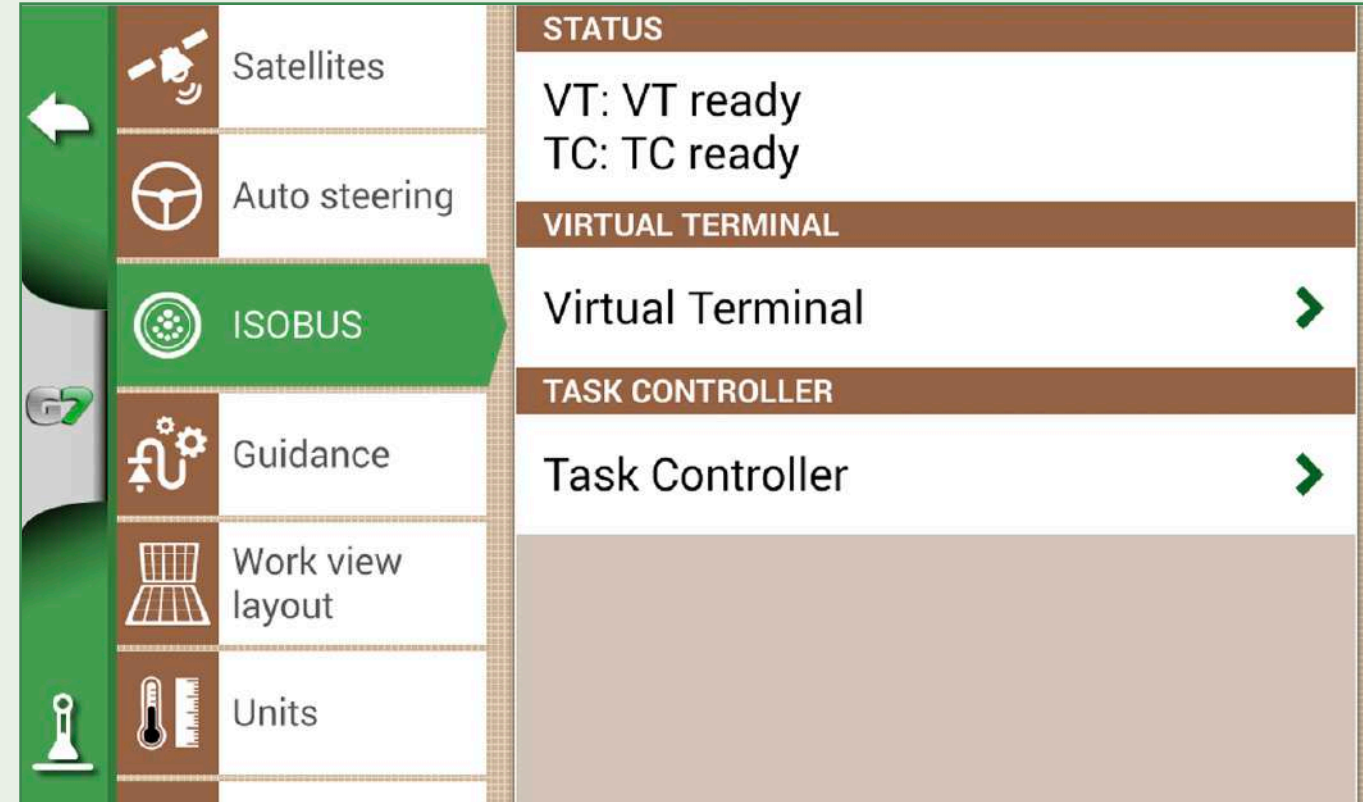 Satellites
Auto steering
ISOBUS
Guidance
Work view
layout
Units
G7
STATUS
VT: VT ready
TC: TC ready
VIRTUAL TERMINAL
Virtual Terminal
TASK CONTROLLER
Task Controller